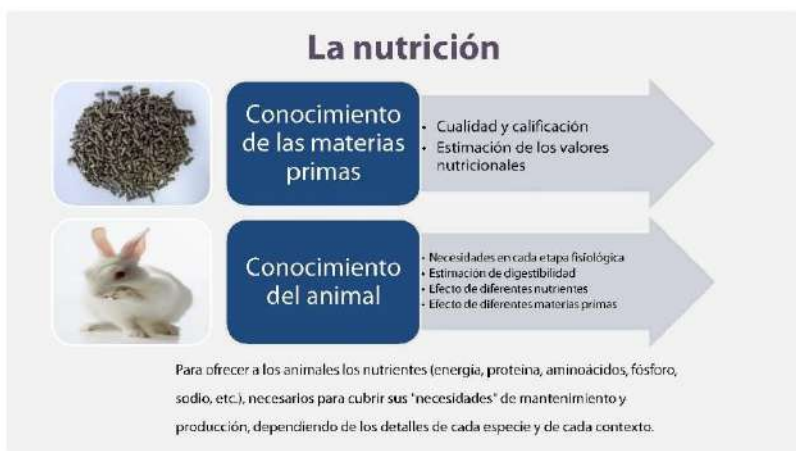 La nutrición
Conocimiento
de las materias
primas
• Cualidad y calificación
• Estimación de los valores
nutricionales
Conocimiento
del animal
• Necesidades en cada etapa fisiológica
• Estimación de digestibilidad
• Efecto de diferentes nutrientes
• Efecto de diferentes materias primas
Para ofrecer a los animales los nutrientes (energía, proteína, aminoácidos, fósforo,
sodio, etc.), necesarios para cubrir sus "necesidades" de mantenimiento y
producción, dependiendo de los detalles de cada especie y de cada contexto.